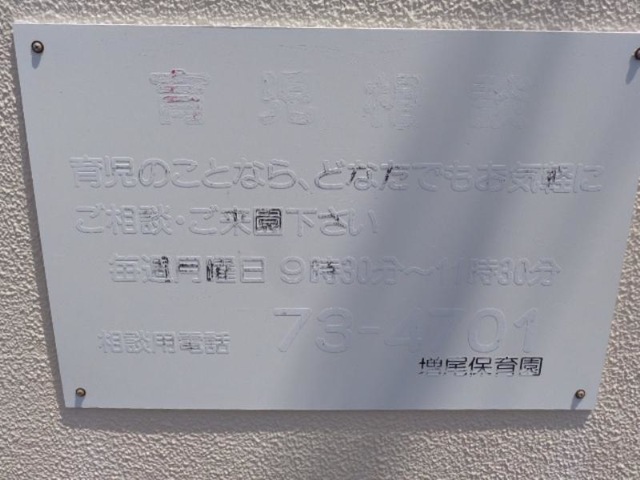 育児相談
育児のことなら、どなたでもお気軽に
ご相談・ご来園下さい
毎週月曜日 9時30分～11時30分
相談用電話
増尾保育園